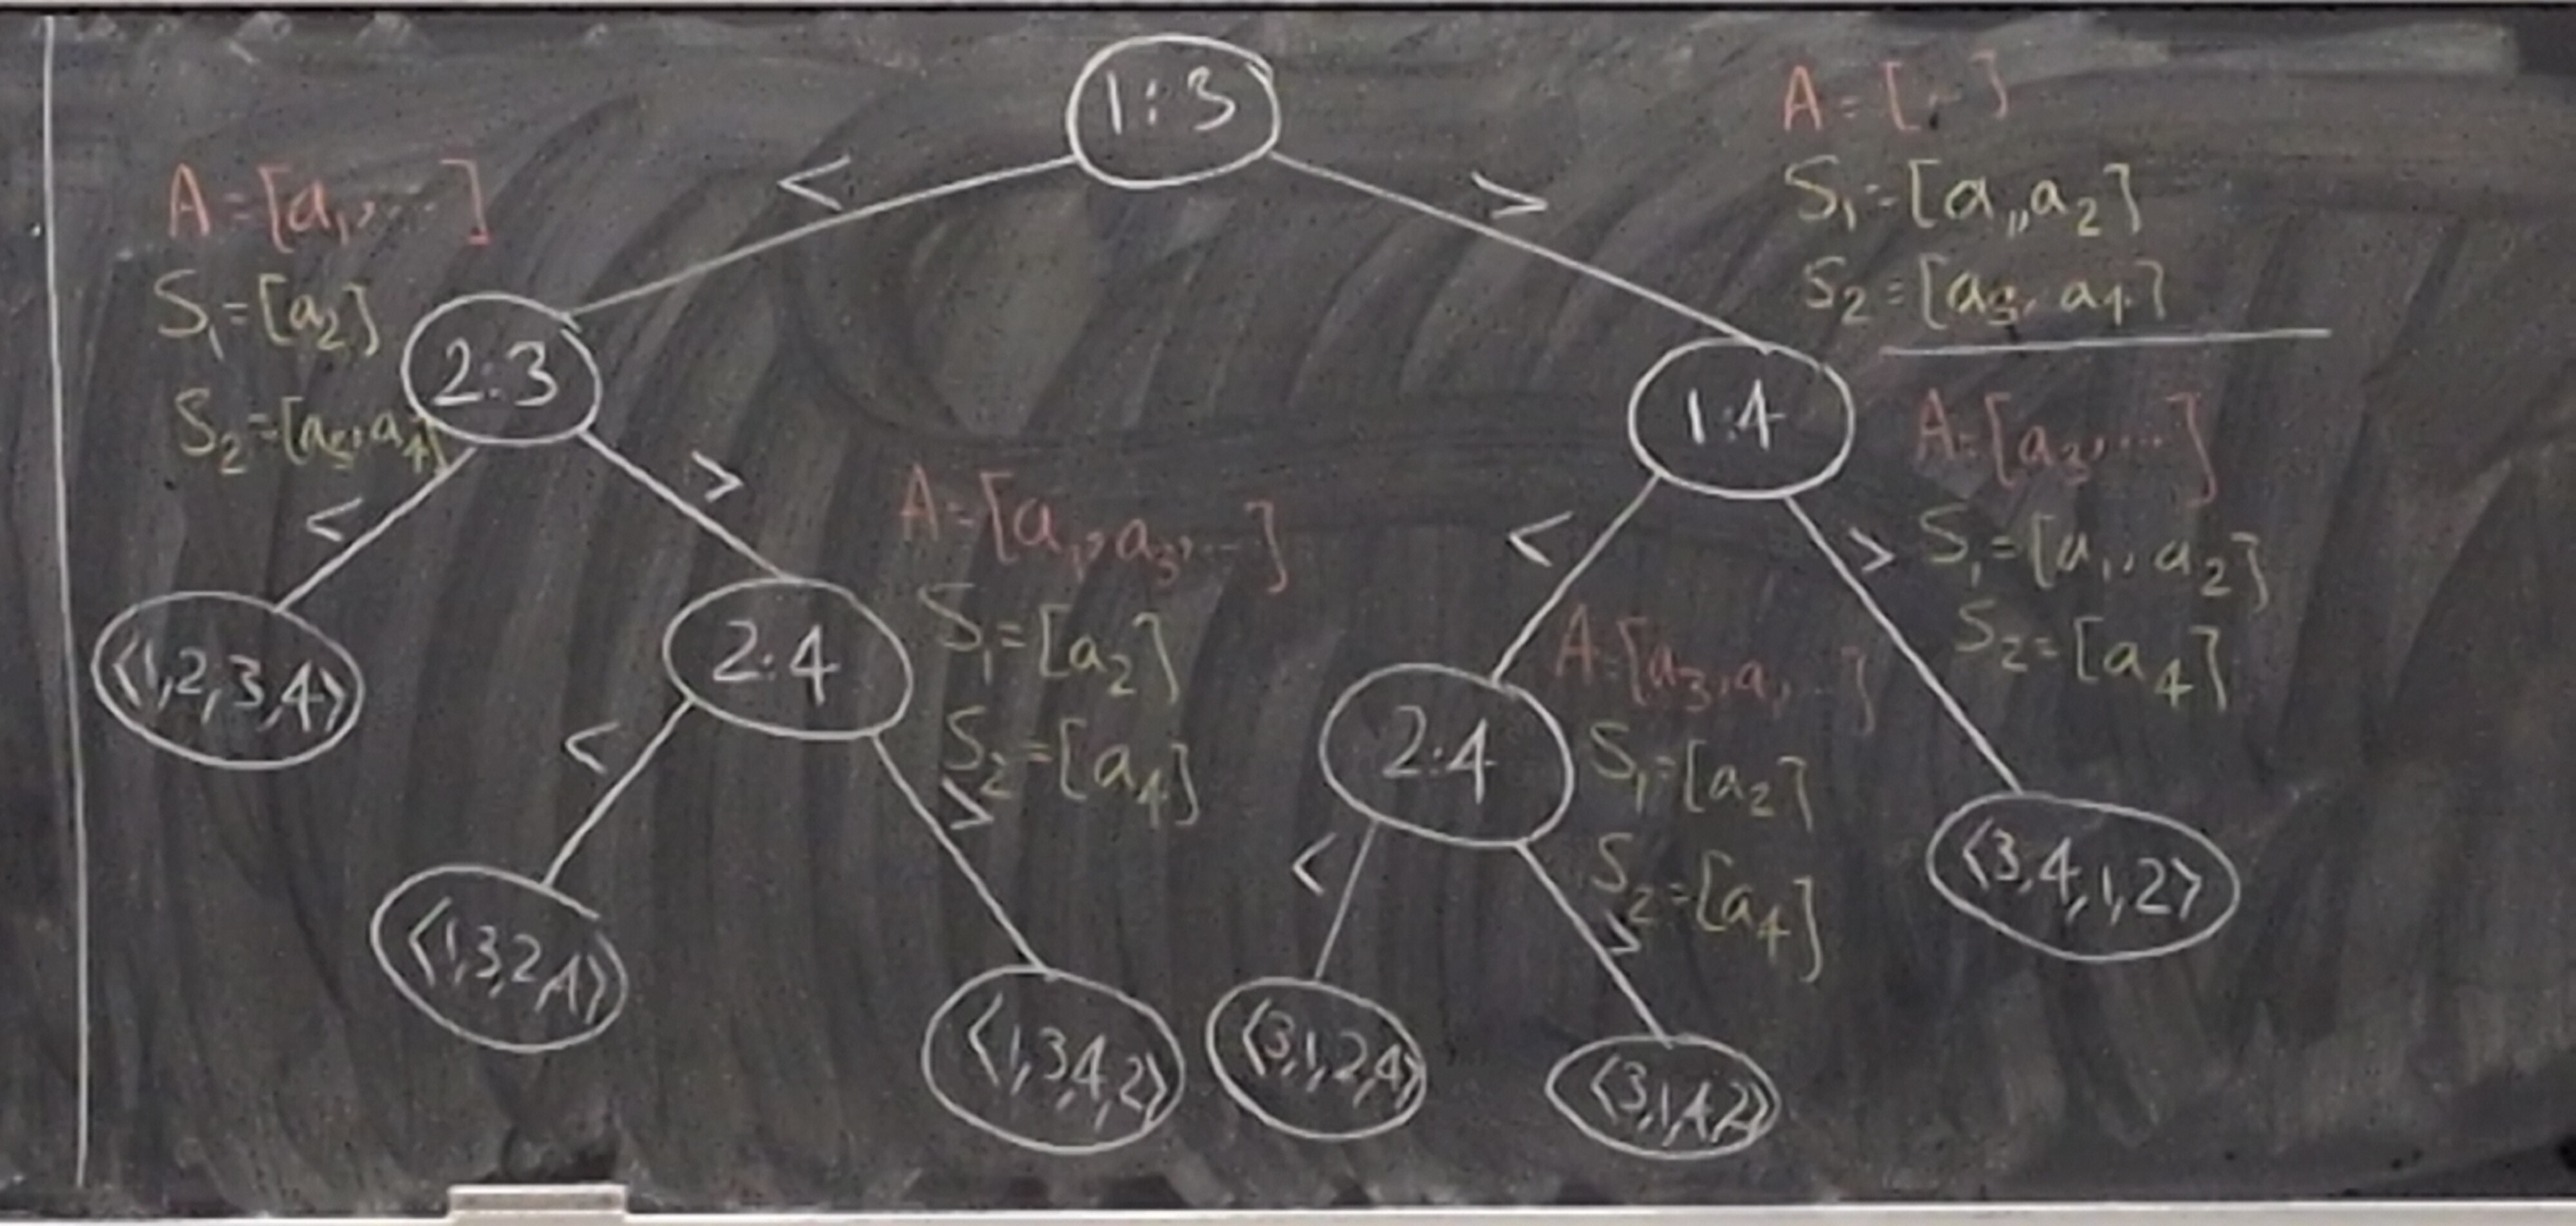 1:3
<
>
A=[...]
S₁=[a₁,a₂]
S₂=[a₃,a₄]
A=[a₁,...]
S₁=[a₂]
S₂=[a₃,a₄]
2:3
<
>
1:4
<
>
A=[a₃,...]
S₁=[a₁,a₂]
S₂=[a₄]
⟨1,2,3,4⟩
2:4
<
>
A=[a₁,a₃,...]
S₁=[a₂]
S₂=[a₄]
2:4
<
>
A=[a₃,a₁...]
S₁=[a₂]
S₂=[a₄]
⟨3,4,1,2⟩
⟨1,3,2,4⟩
⟨1,3,4,2⟩
⟨3,1,2,4⟩
⟨3,1,4,2⟩